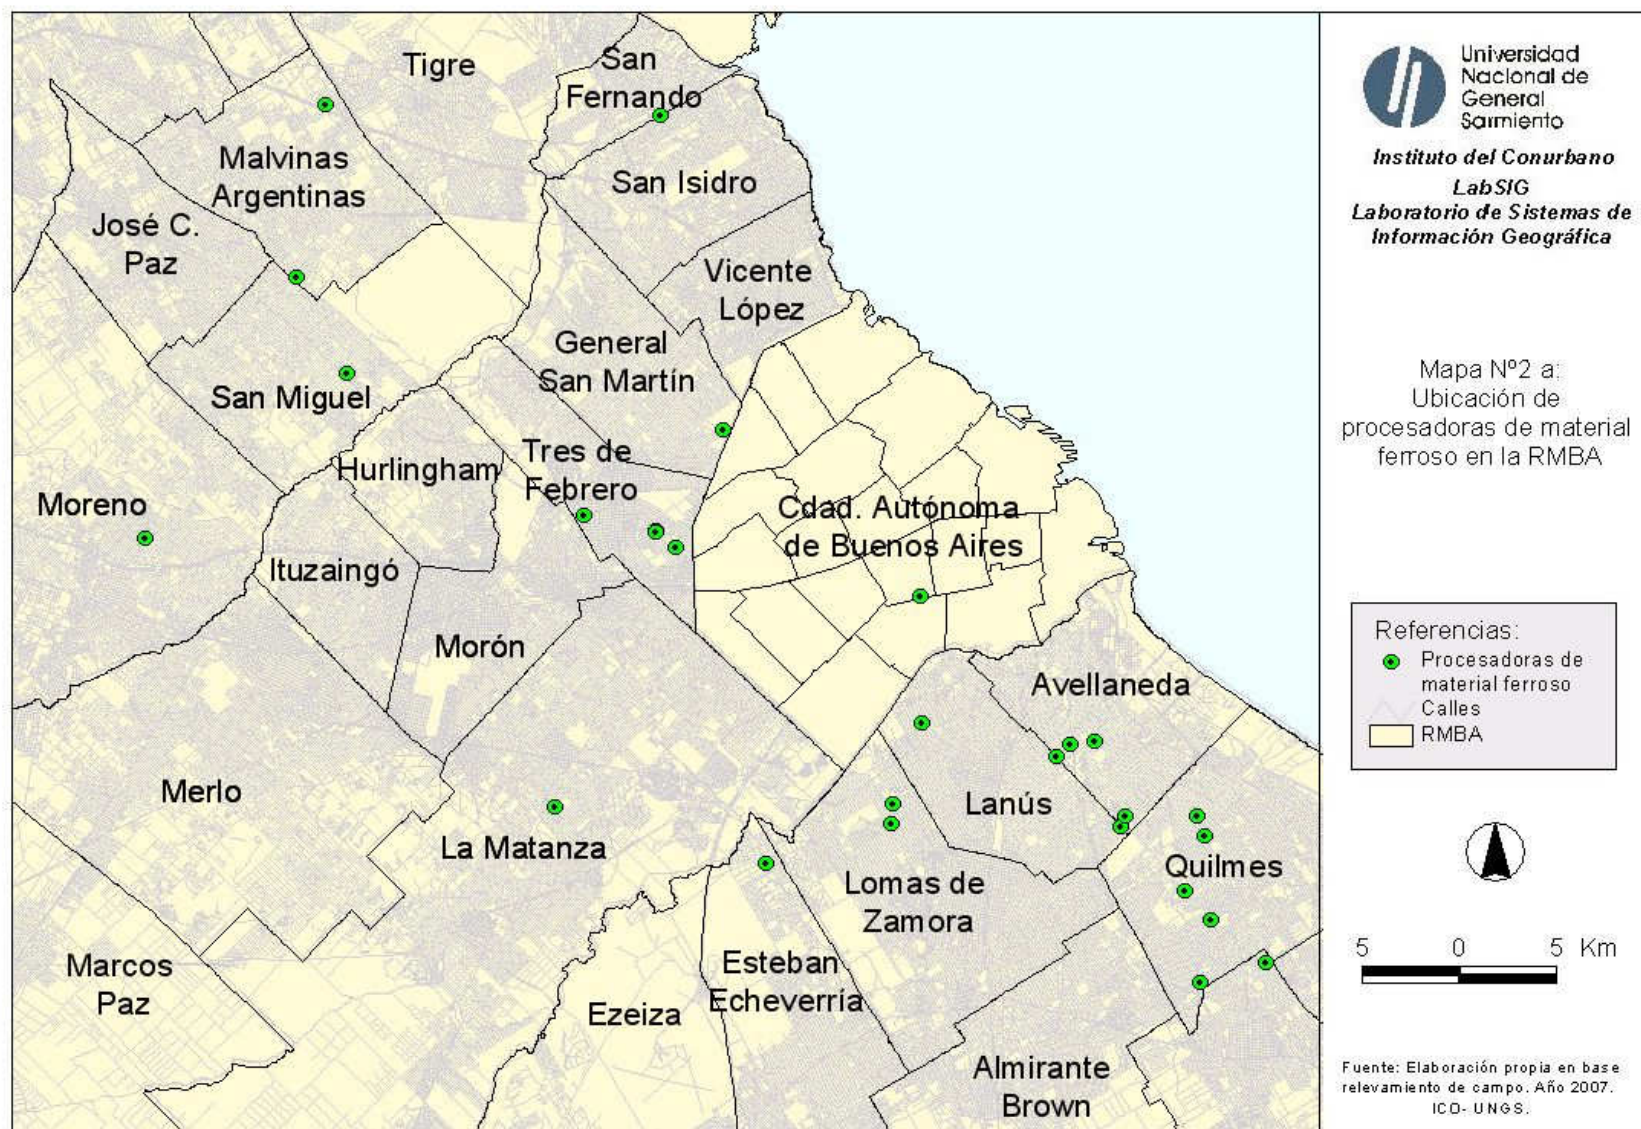 Tigre
San
Fernando
Malvinas
Argentinas
San Isidro
José C.
Paz
Vicente
López
General
San Martín
San Miguel
Tres de
Febrero
Hurlingham
Moreno
Cdad. Autónoma
de Buenos Aires
Ituzaingó
Morón
Avellaneda
Merlo
Lanús
La Matanza
Quilmes
Lomas de
Zamora
Marcos
Paz
Esteban
Echeverría
Ezeiza
Almirante
Brown
Universidad
Nacional de
General
Sarmiento
Instituto del Conurbano
LabSIG
Laboratorio de Sistemas de
Información Geográfica
Mapa Nº2 a:
Ubicación de
procesadoras de material
ferroso en la RMBA
Referencias:
Procesadoras de
material ferroso
Calles
RMBA
5 0 5 Km
Fuente: Elaboración propia en base
relevamiento de campo. Año 2007.
ICO- UNGS.